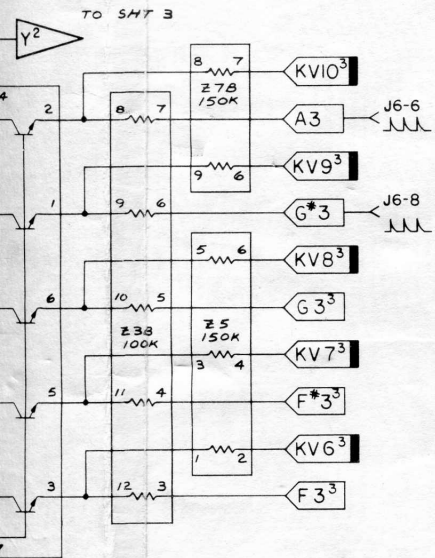 TO SHT 3
Y²
8 7 KV10³
Z7B
150K
4
2 8 7 A3 J6-6
KV9³
9 6
1 9 6 G#3 J6-8
5 6 KV8³
6 10 5 G3³
Z3B
100K
Z5
150K
3 4 KV7³
5 11 4 F#3³
1 2 KV6³
3 12 3 F3³